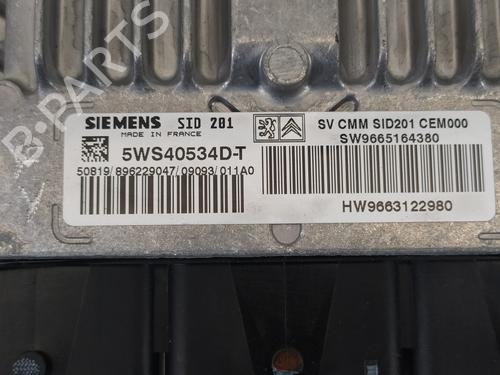 B-PARTS
SIEMENS SID 201
MADE IN FRANCE
5WS40534D-T
50819/896229047/09093/011A0
SV CMM SID201 CEM000
SW9665164380
HW9663122980